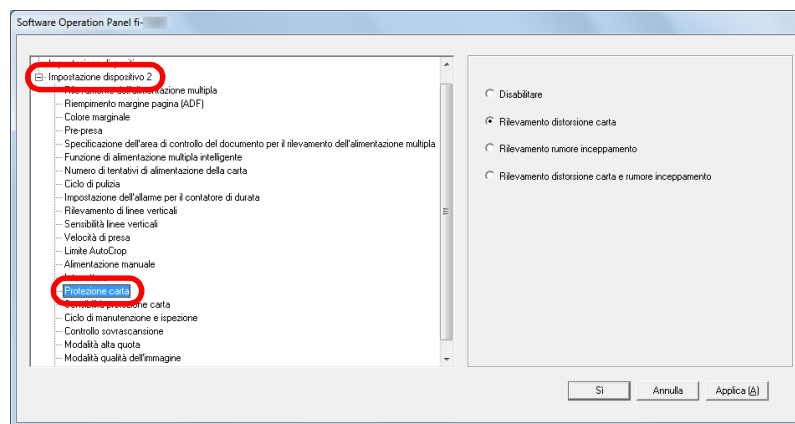 Software Operation Panel fi-
Impostazione dispositivo 2
Rilevamento dell'alimentazione multipla
Riempimento margine pagina (ADF)
Colore marginale
Pre-presa
Specificazione dell'area di controllo del documento per il rilevamento dell'alimentazione multipla
Funzione di alimentazione multipla intelligente
Numero di tentativi di alimentazione della carta
Ciclo di pulizia
Impostazione dell'allarme per il contatore di durata
Rilevamento di linee verticali
Sensibilità linee verticali
Velocità di presa
Limite AutoCrop
Alimentazione manuale
Protezione carta
Sensibilità protezione carta
Ciclo di manutenzione e ispezione
Controllo sovrascansione
Modalità alta quota
Modalità qualità dell'immagine
Disabilitare
Rilevamento distorsione carta
Rilevamento rumore inceppamento
Rilevamento distorsione carta e rumore inceppamento
Sì
Annulla
Applica (A)